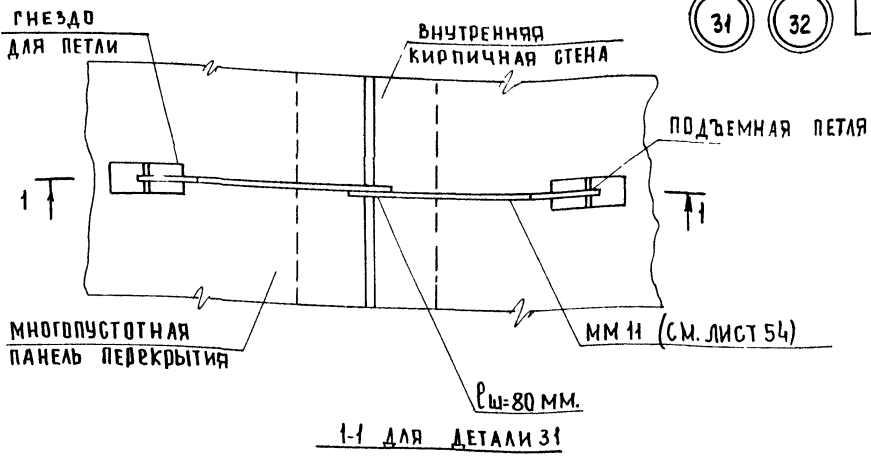 ГНЕЗДО
ДЛЯ ПЕТЛИ
ВНУТРЕННЯЯ
КИРПИЧНАЯ СТЕНА
31
32
ПОДЪЕМНАЯ ПЕТЛЯ
1
1
МНОГОПУСТОТНАЯ
ПАНЕЛЬ ПЕРЕКРЫТИЯ
ММ 11 (СМ. ЛИСТ 54)
ℓш=80 ММ.
1-1 ДЛЯ ДЕТАЛИ 31